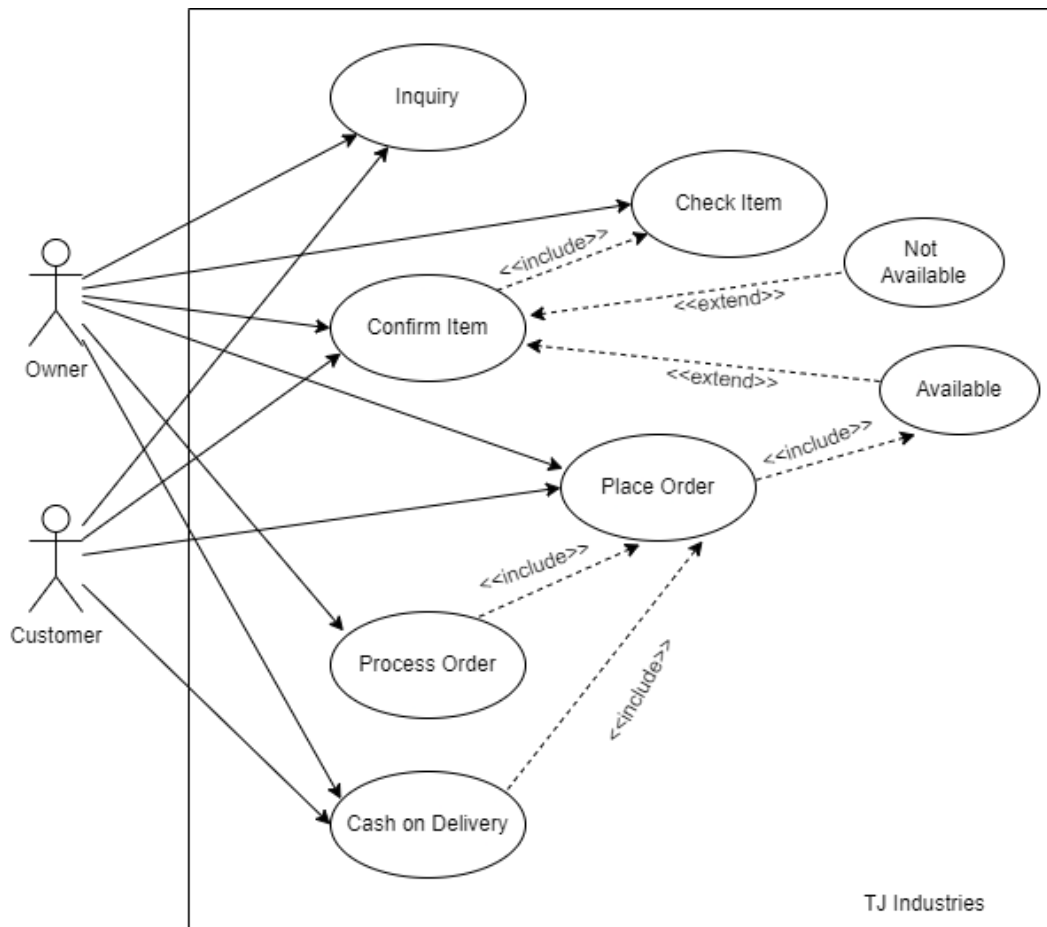 Inquiry
Check Item
<<include>>
Not
Available
<<extend>>
Confirm Item
Owner
<<extend>>
Available
<<include>>
Place Order
<<include>>
Customer
Process Order
<<include>>
Cash on Delivery
TJ Industries